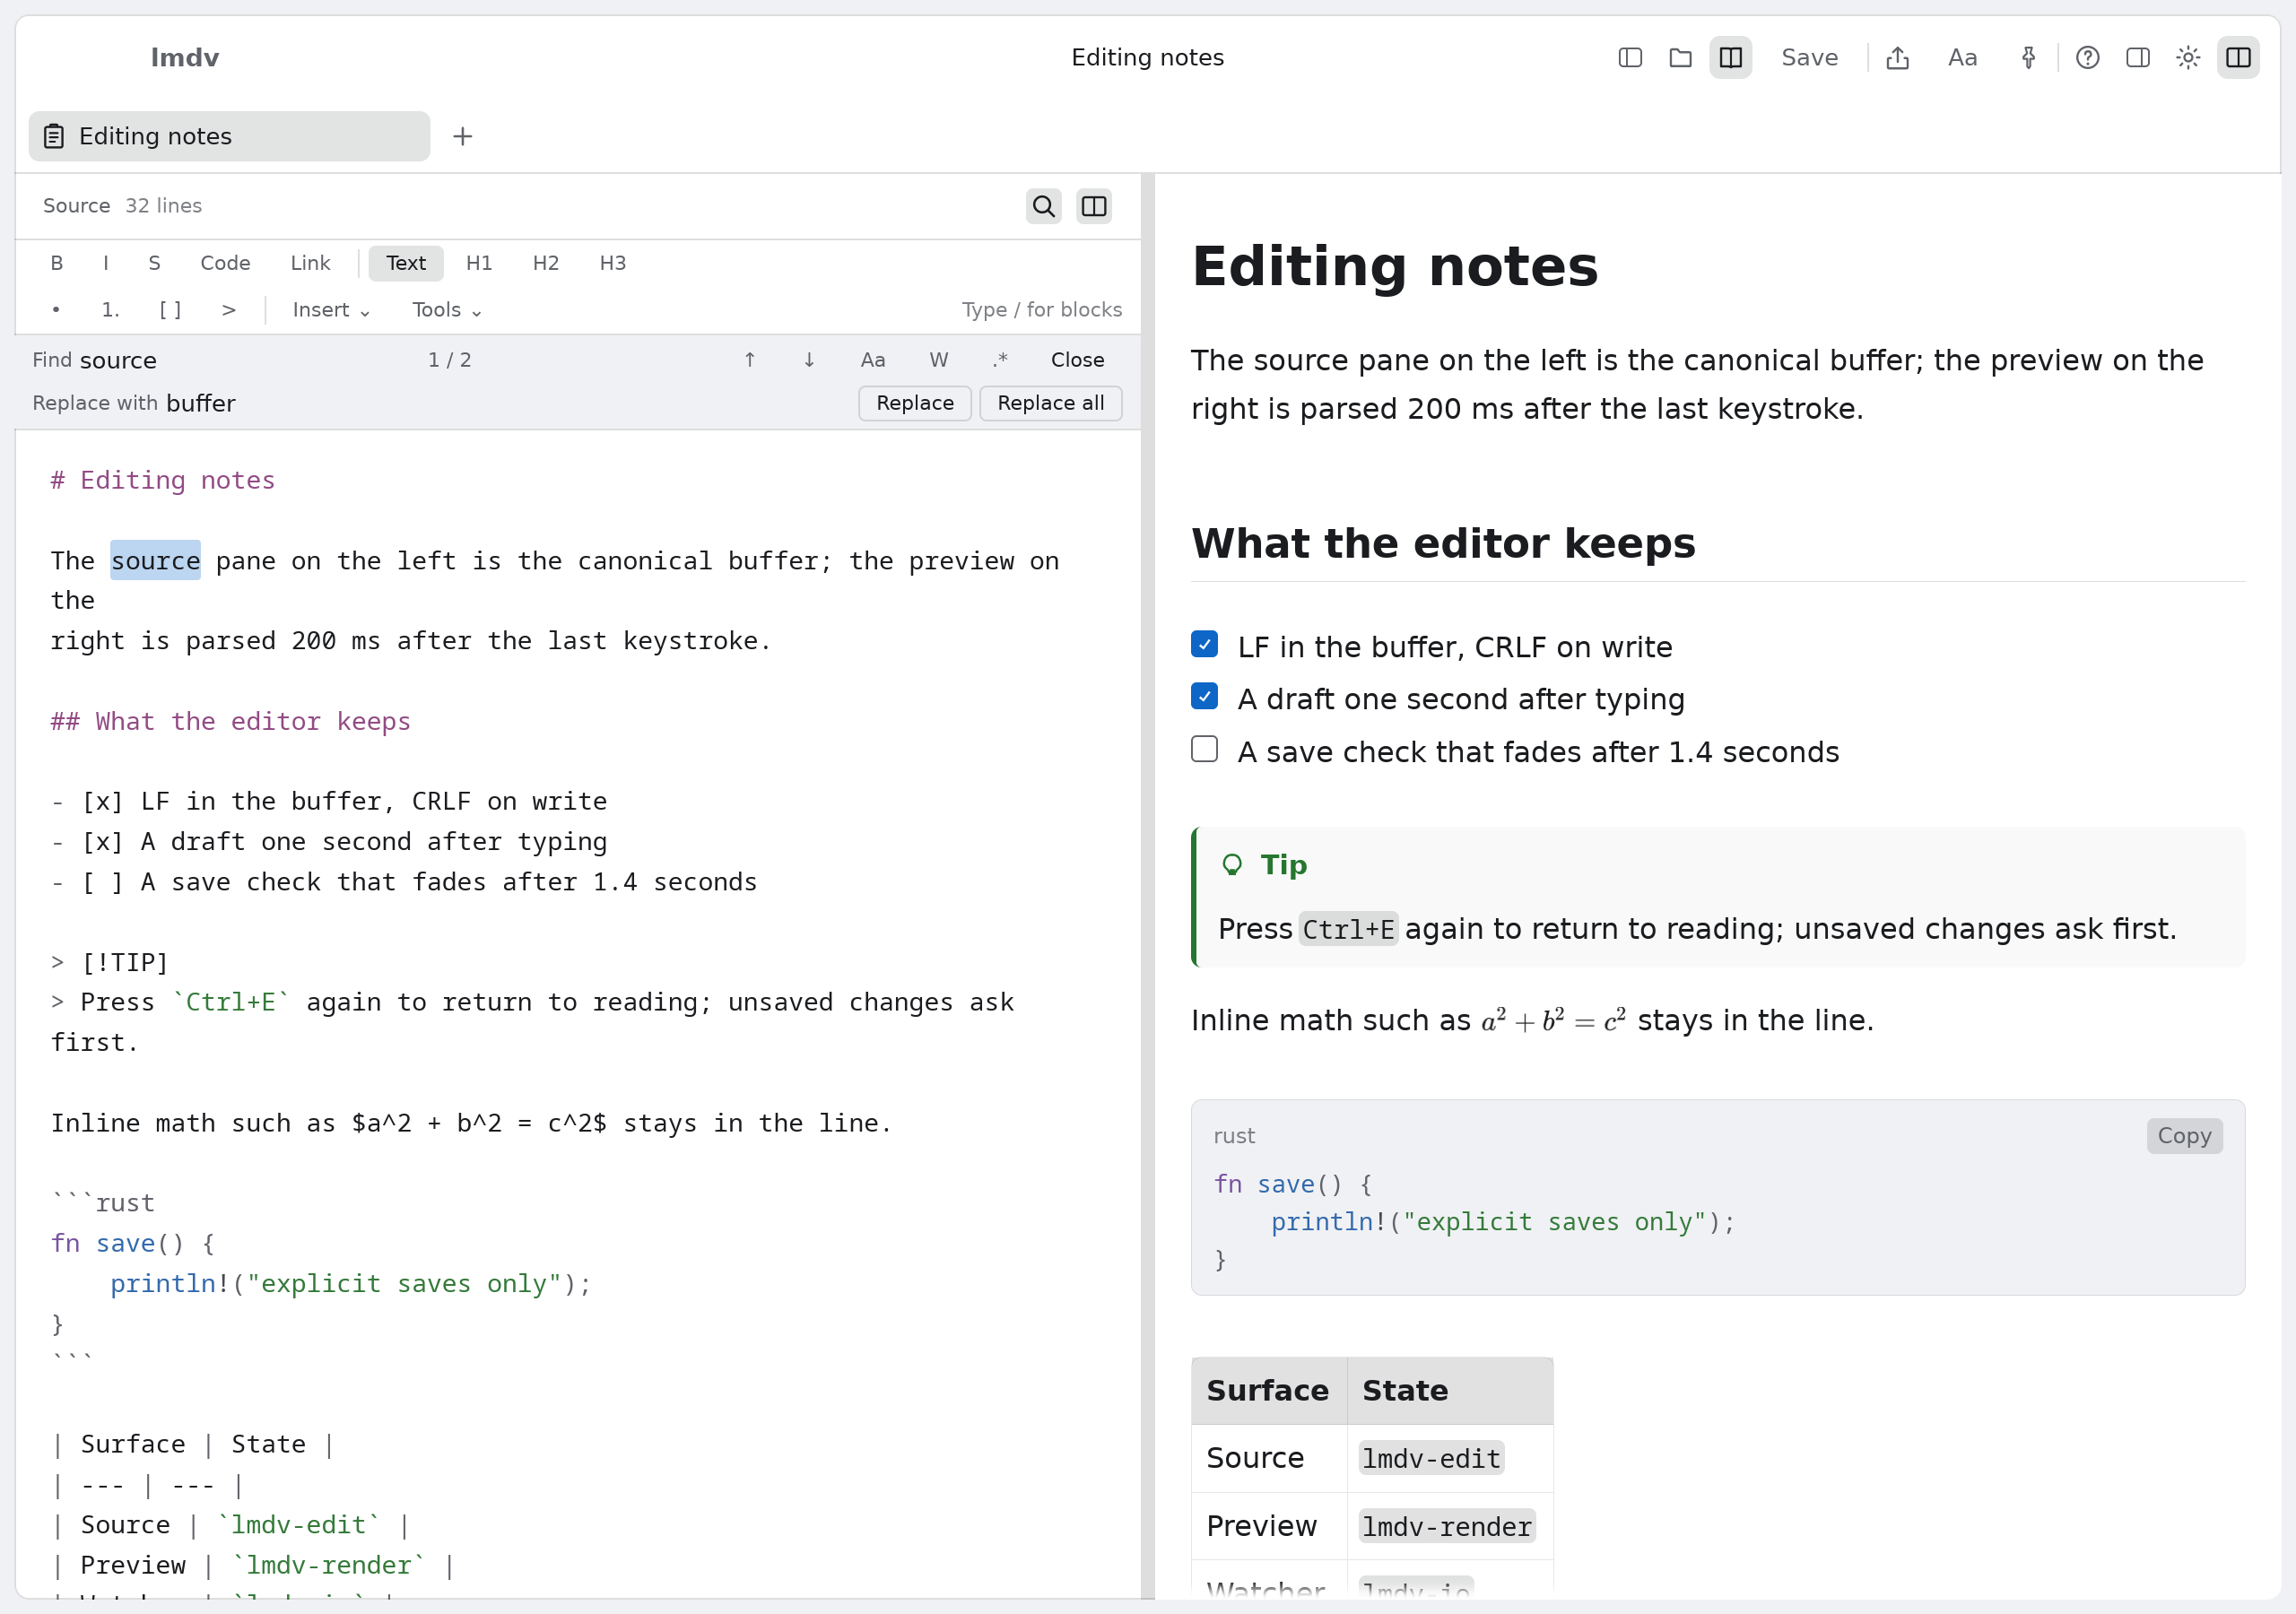 lmdv
Editing notes
Save
Aa
Editing notes
Source 32 lines
B I S Code Link Text H1 H2 H3
• 1. [ ] > Insert Tools Type / for blocks
Find source 1 / 2 ↑ ↓ Aa W .* Close
Replace with buffer Replace Replace all
# Editing notes
The source pane on the left is the canonical buffer; the preview on
the
right is parsed 200 ms after the last keystroke.
## What the editor keeps
- [x] LF in the buffer, CRLF on write
- [x] A draft one second after typing
- [ ] A save check that fades after 1.4 seconds
> [!TIP]
> Press `Ctrl+E` again to return to reading; unsaved changes ask
first.
Inline math such as $a^2 + b^2 = c^2$ stays in the line.
```rust
fn save() {
    println!("explicit saves only");
}
```
| Surface | State |
| --- | --- |
| Source | `lmdv-edit` |
| Preview | `lmdv-render` |
Editing notes
The source pane on the left is the canonical buffer; the preview on the
right is parsed 200 ms after the last keystroke.
What the editor keeps
LF in the buffer, CRLF on write
A draft one second after typing
A save check that fades after 1.4 seconds
Tip
Press Ctrl+E again to return to reading; unsaved changes ask first.
Inline math such as a² + b² = c² stays in the line.
rust Copy
fn save() {
    println!("explicit saves only");
}
Surface State
Source lmdv-edit
Preview lmdv-render
Watcher lmdv-io